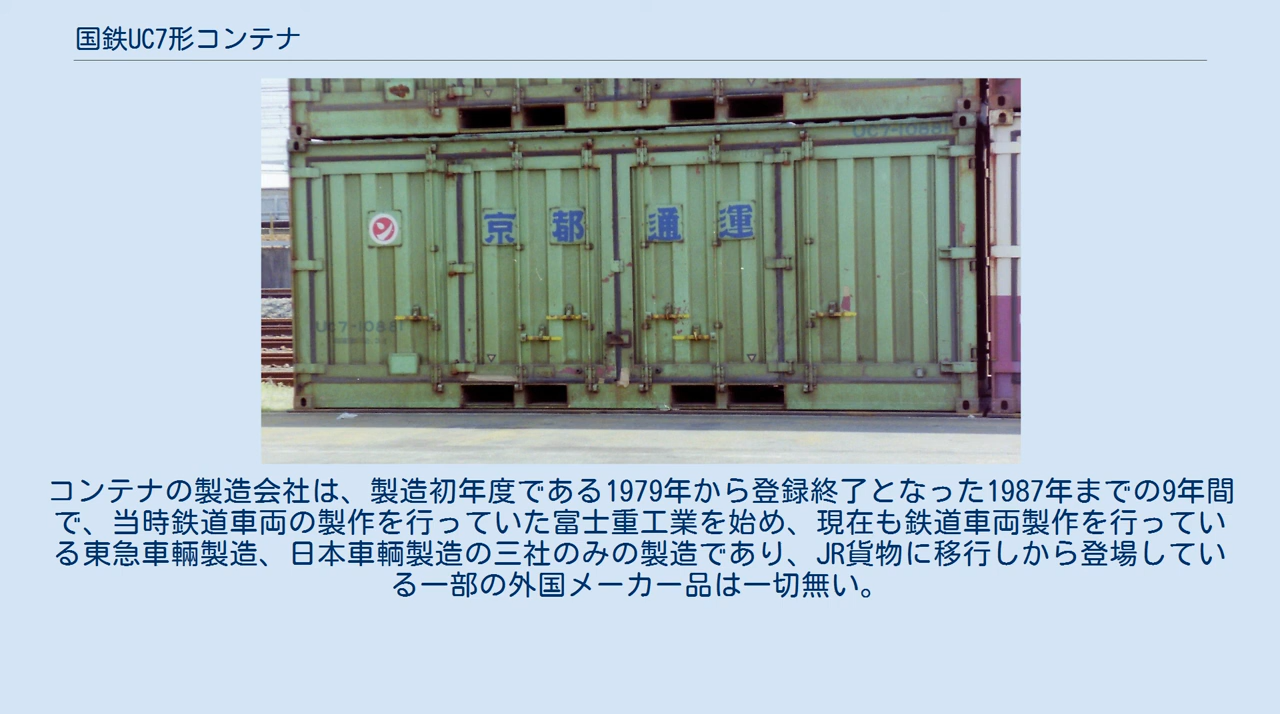 国鉄UC7形コンテナ
UC7-10881
京都通運
UC7-10881
コンテナの製造会社は、製造初年度である1979年から登録終了となった1987年までの9年間
で、当時鉄道車両の製作を行っていた富士重工業を始め、現在も鉄道車両製作を行ってい
る東急車輛製造、日本車輌製造の三社のみの製造であり、JR貨物に移行しから登場してい
る一部の外国メーカー品は一切無い。